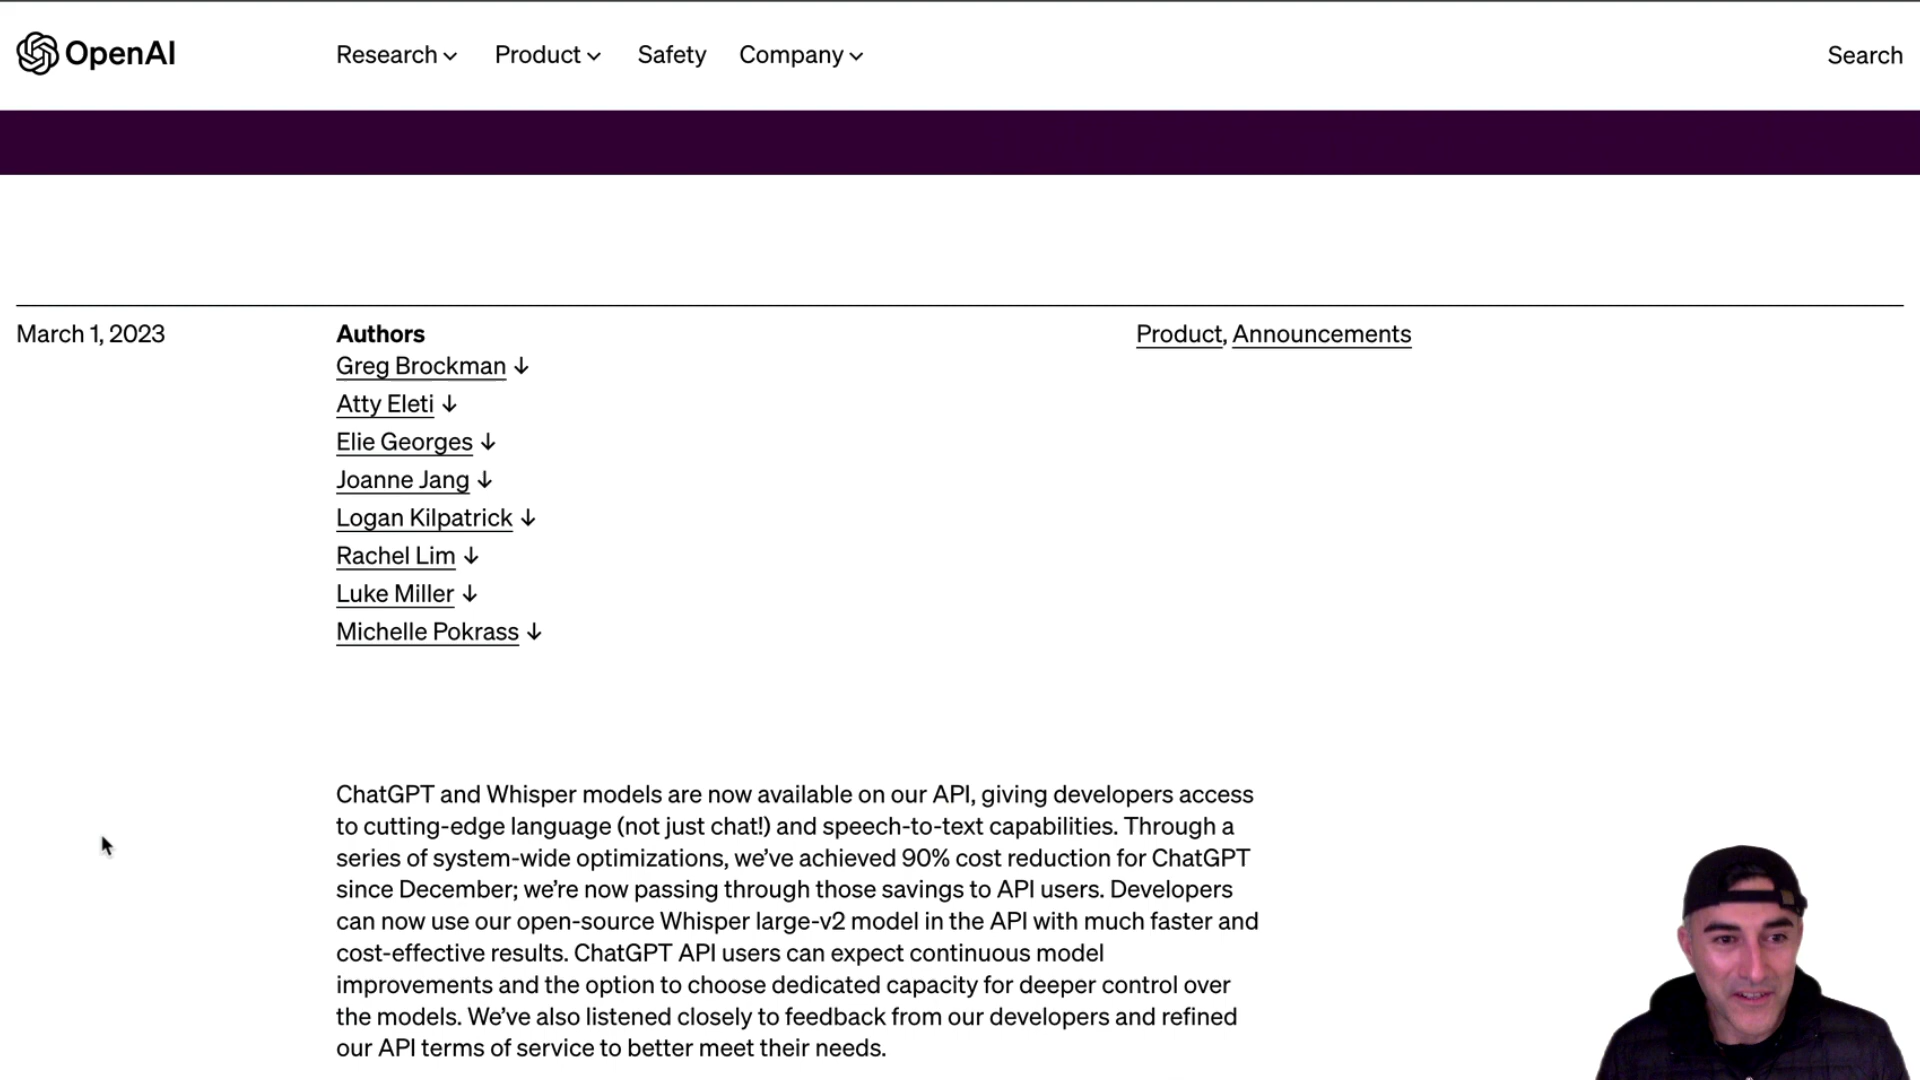 OpenAI
Research
Product
Safety
Company
Search
March 1, 2023
Authors
Greg Brockman ↓
Atty Eleti ↓
Elie Georges ↓
Joanne Jang ↓
Logan Kilpatrick ↓
Rachel Lim ↓
Luke Miller ↓
Michelle Pokrass ↓
Product, Announcements
ChatGPT and Whisper models are now available on our API, giving developers access
to cutting-edge language (not just chat!) and speech-to-text capabilities. Through a
series of system-wide optimizations, we’ve achieved 90% cost reduction for ChatGPT
since December; we’re now passing through those savings to API users. Developers
can now use our open-source Whisper large-v2 model in the API with much faster and
cost-effective results. ChatGPT API users can expect continuous model
improvements and the option to choose dedicated capacity for deeper control over
the models. We’ve also listened closely to feedback from our developers and refined
our API terms of service to better meet their needs.